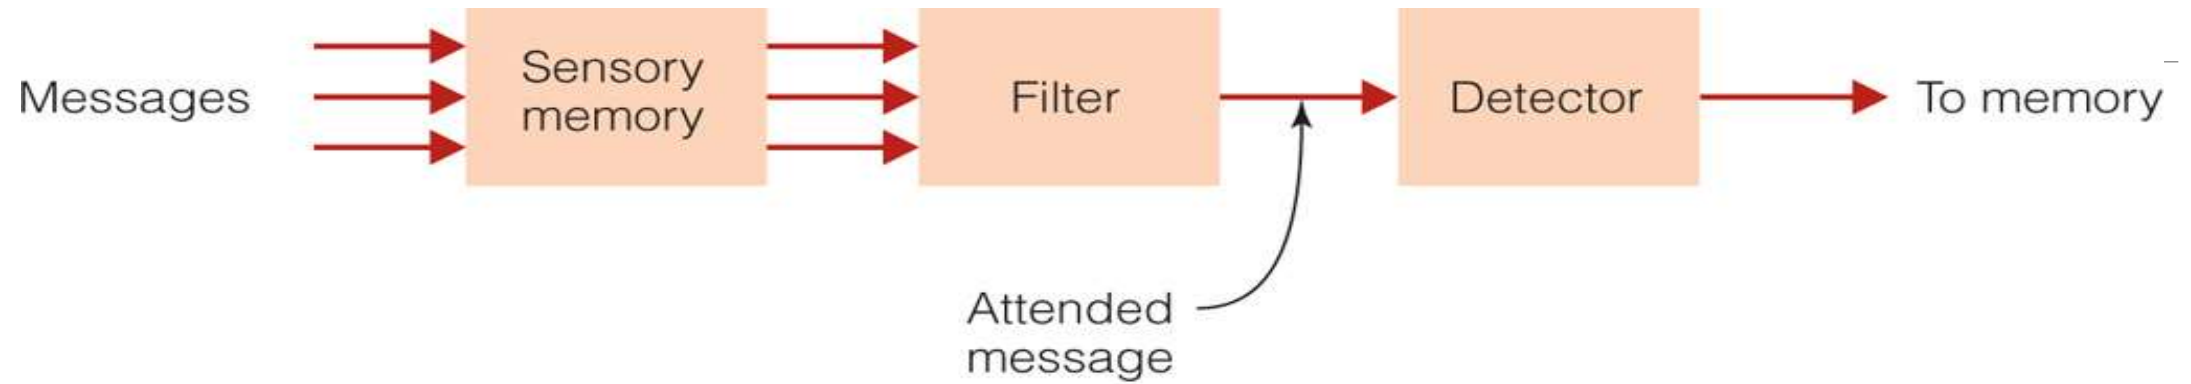 Messages
Sensory
memory
Filter
Detector
To memory
Attended
message